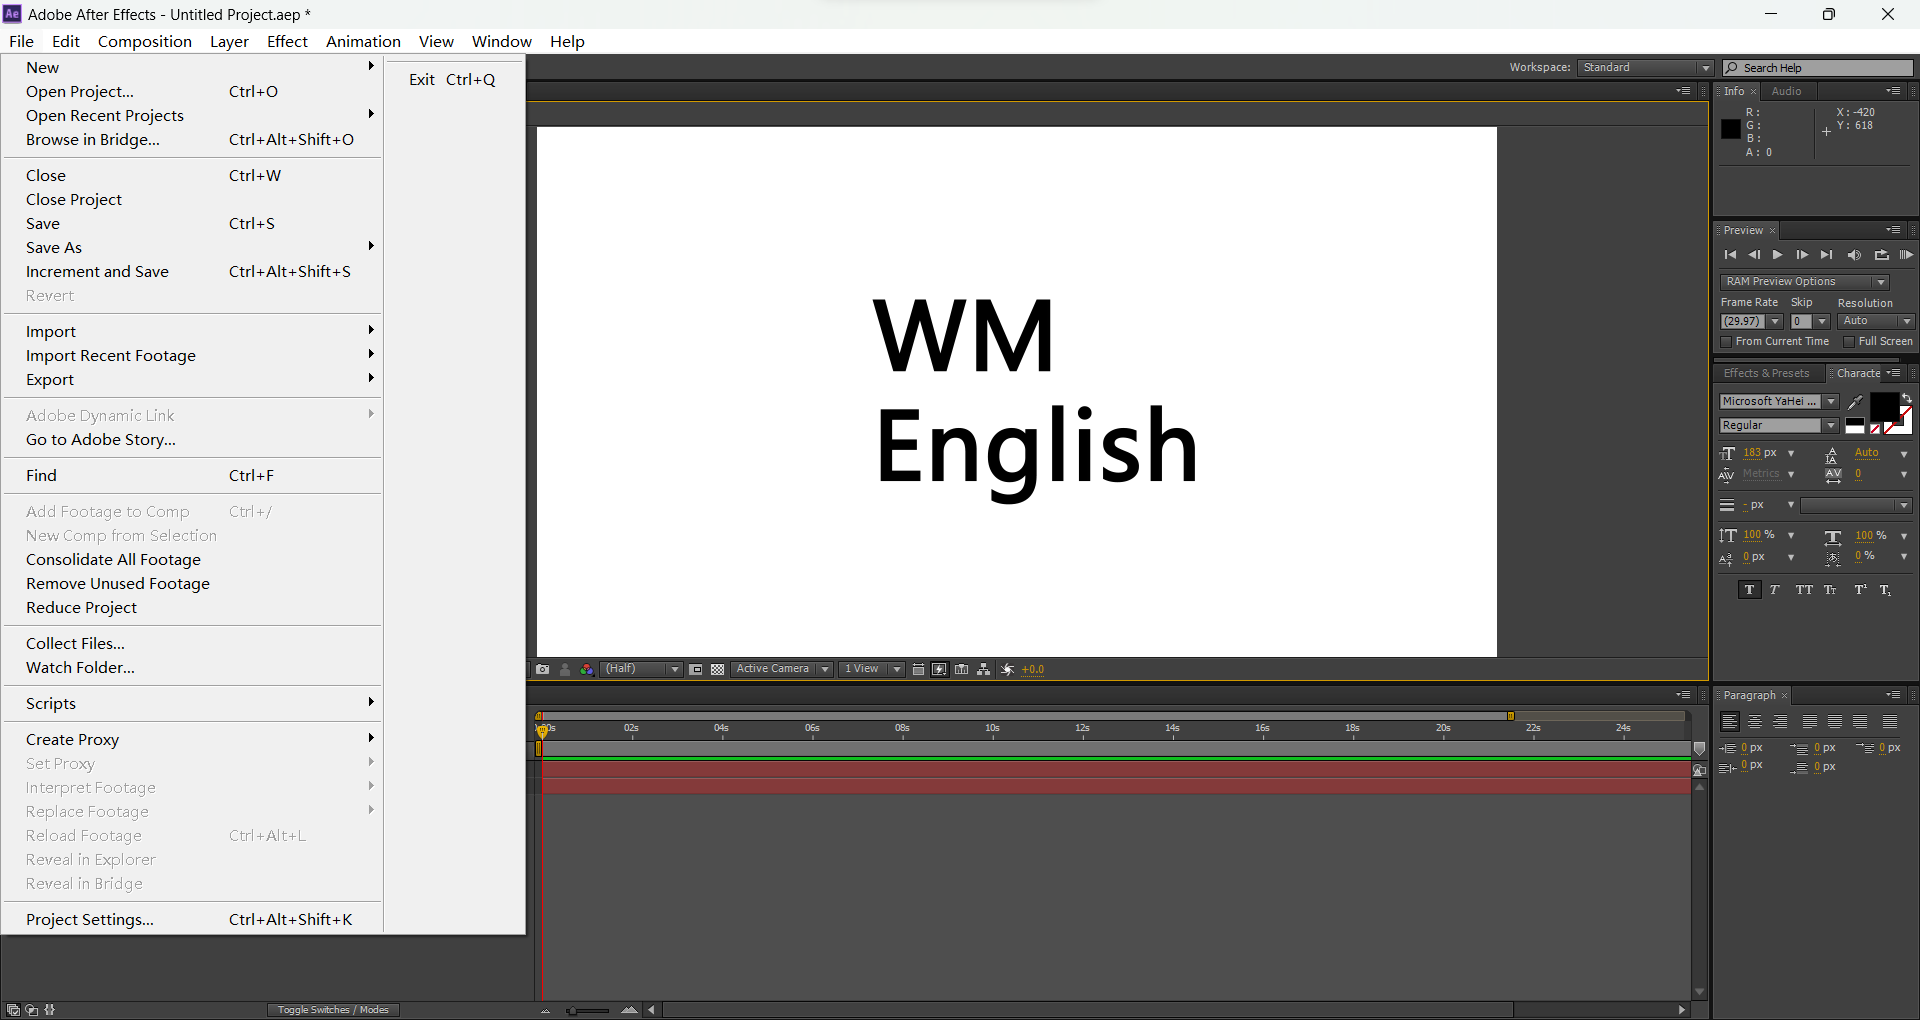 Ae Adobe After Effects - Untitled Project.aep *
File Edit Composition Layer Effect Animation View Window Help
New
Open Project... Ctrl+O
Open Recent Projects
Browse in Bridge... Ctrl+Alt+Shift+O
Close Ctrl+W
Close Project
Save Ctrl+S
Save As
Increment and Save Ctrl+Alt+Shift+S
Revert
Import
Import Recent Footage
Export
Adobe Dynamic Link
Go to Adobe Story...
Find Ctrl+F
Add Footage to Comp Ctrl+/
New Comp from Selection
Consolidate All Footage
Remove Unused Footage
Reduce Project
Collect Files...
Watch Folder...
Scripts
Create Proxy
Set Proxy
Interpret Footage
Replace Footage
Reload Footage Ctrl+Alt+L
Reveal in Explorer
Reveal in Bridge
Project Settings... Ctrl+Alt+Shift+K
Exit Ctrl+Q
Workspace: Standard
Search Help
WM
English
(Half) Active Camera 1 View +0.0
02s 04s 06s 08s 10s 12s 14s 16s 18s 20s 22s 24s
Toggle Switches / Modes
Info Audio
R: X: -420
G: Y: 618
B:
A: 0
Preview
RAM Preview Options
Frame Rate Skip Resolution
(29.97) 0 Auto
From Current Time Full Screen
Effects & Presets Characte
Microsoft YaHei ...
Regular
183 px Auto
Metrics 0
- px
100 % 100 %
0 px 0 %
T T TT Tt T¹ T₁
Paragraph
0 px 0 px 0 px
0 px 0 px